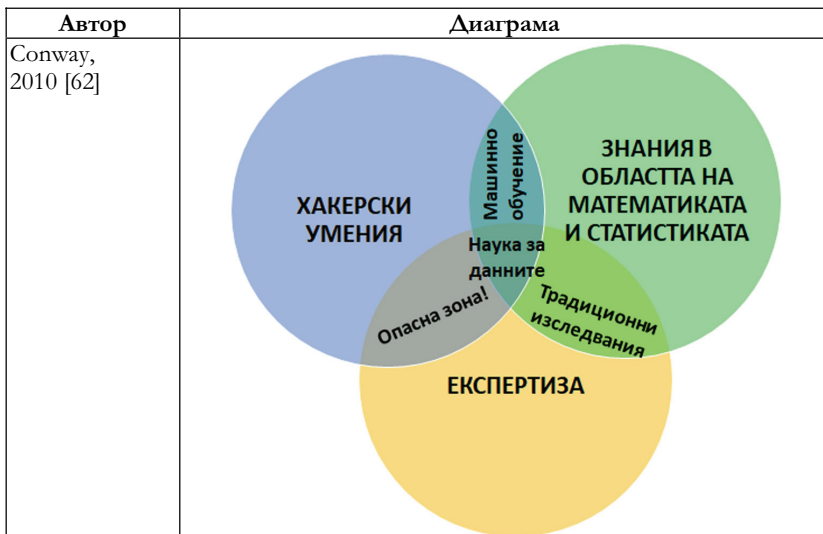 Автор
Диаграма
Conway,
2010 [62]
ХАКЕРСКИ
УМЕНИЯ
Машинно
обучение
ЗНАНИЯ В
ОБЛАСТТА НА
МАТЕМАТИКАТА
И СТАТИСТИКАТА
Наука за
данните
Опасна зона!
Традиционни
изследвания
ЕКСПЕРТИЗА